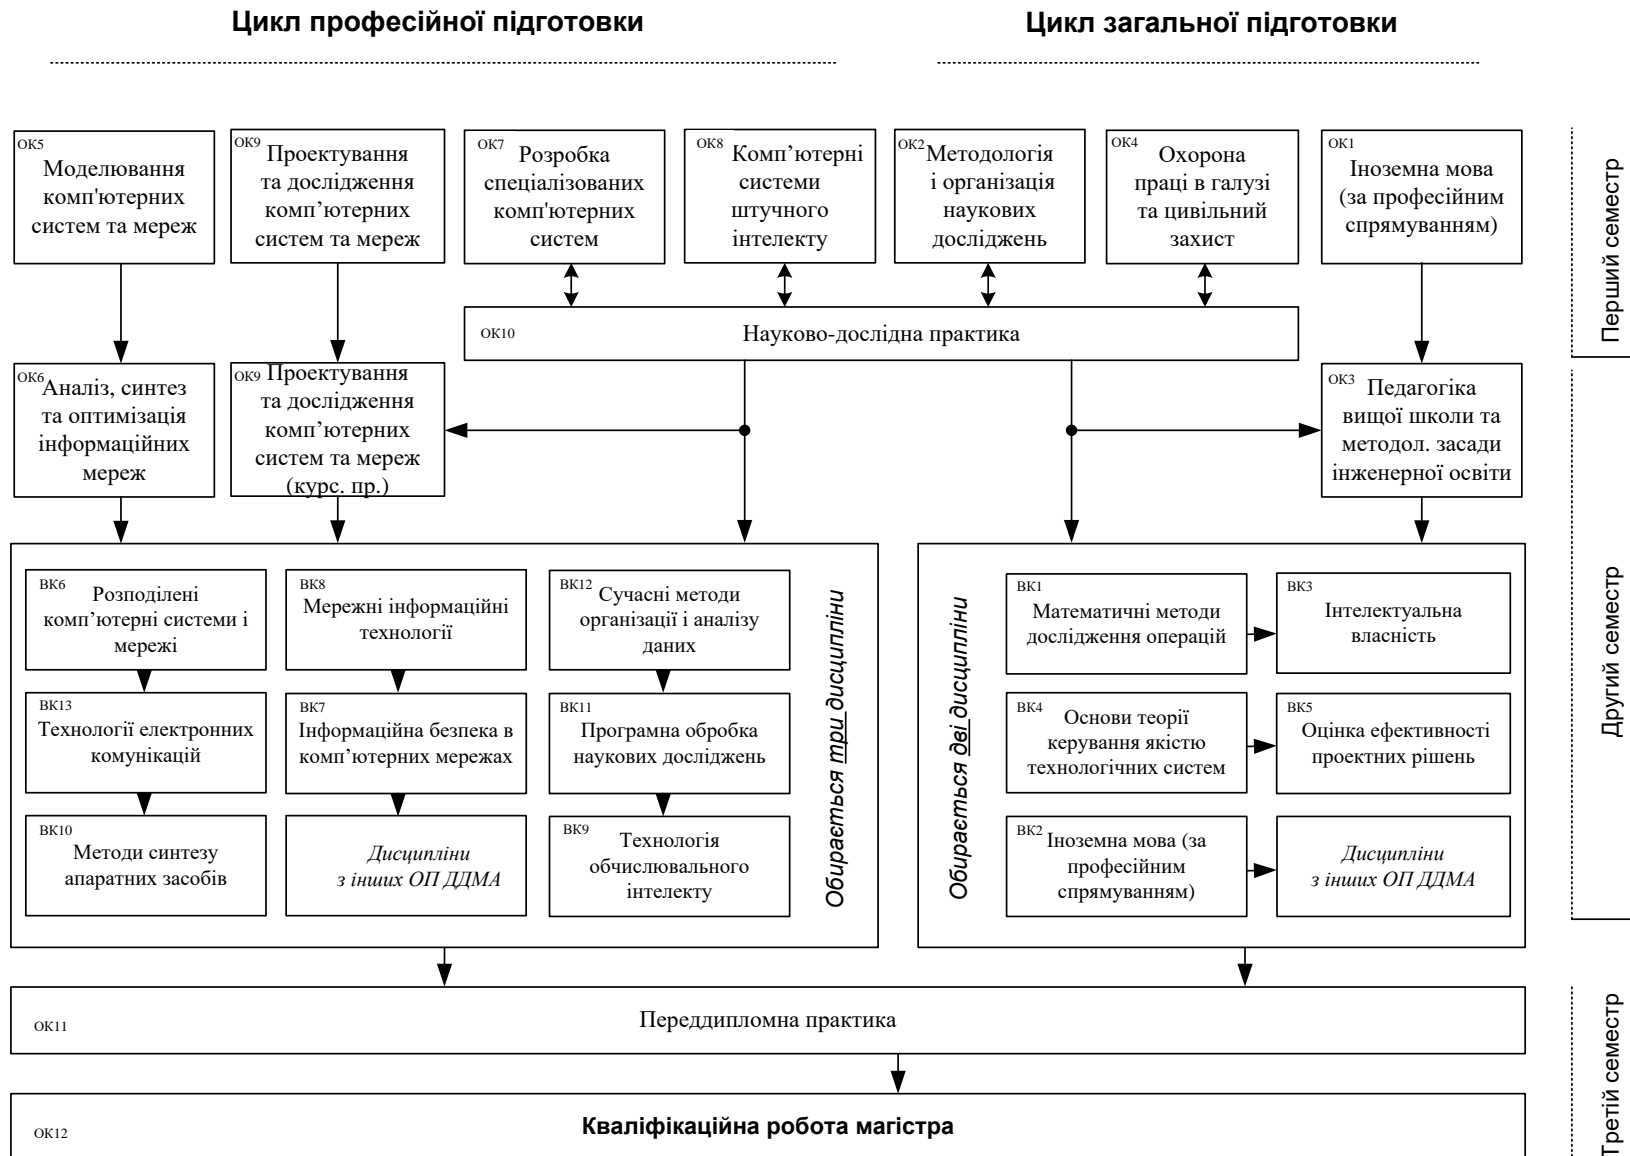 Цикл професійної підготовки
Цикл загальної підготовки
ОК5
Моделювання
комп'ютерних
систем та мереж
ОК9
Проектування
та дослідження
комп’ютерних
систем та мереж
ОК7
Розробка
спеціалізованих
комп'ютерних
систем
ОК8
Комп’ютерні
системи
штучного
інтелекту
ОК2
Методологія
і організація
наукових
досліджень
ОК4
Охорона
праці в галузі
та цивільний
захист
ОК1
Іноземна мова
(за професійним
спрямуванням)
Перший семестр
ОК10
Науково-дослідна практика
ОК6
Аналіз, синтез
та оптимізація
інформаційних
мереж
ОК9
Проектування
та дослідження
комп’ютерних
систем та мереж
(курс. пр.)
ОК3
Педагогіка
вищої школи та
методол. засади
інженерної освіти
Другий семестр
ВК6
Розподілені
комп’ютерні системи і
мережі
ВК8
Мережні інформаційні
технології
ВК12
Сучасні методи
організації і аналізу
даних
ВК13
Технології електронних
комунікацій
ВК7
Інформаційна безпека в
комп’ютерних мережах
ВК11
Програмна обробка
наукових досліджень
ВК10
Методи синтезу
апаратних засобів
Дисципліни
з інших ОП ДДМА
ВК9
Технологія
обчислювального
інтелекту
Обирається три дисципліни
Обирається дві дисципліни
ВК1
Математичні методи
дослідження операцій
ВК3
Інтелектуальна
власність
ВК4
Основи теорії
керування якістю
технологічних систем
ВК5
Оцінка ефективності
проектних рішень
ВК2
Іноземна мова (за
професійним
спрямуванням)
Дисципліни
з інших ОП ДДМА
ОК11
Переддипломна практика
Третій семестр
ОК12
Кваліфікаційна робота магістра